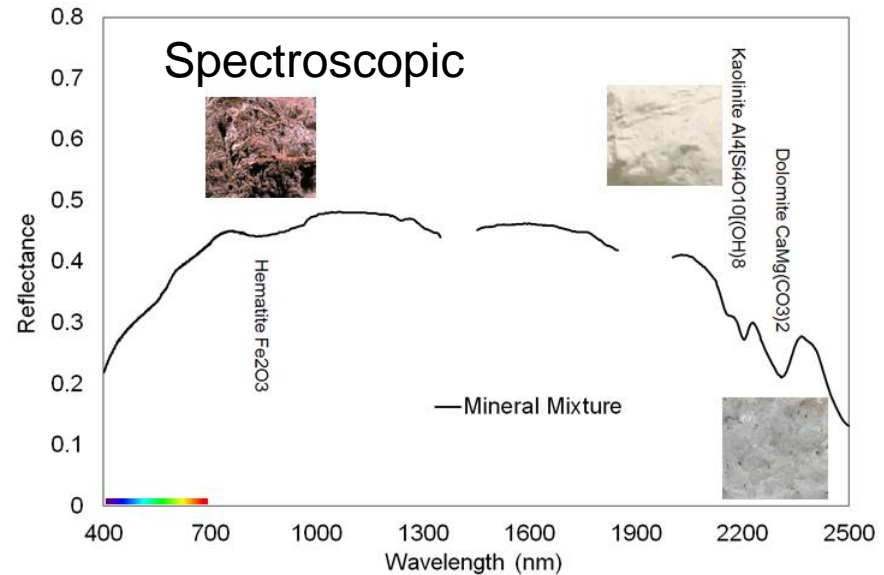 Spectroscopic
0.8
0.7
0.6
0.5
0.4
0.3
0.2
0.1
0
Reflectance
Hematite Fe2O3
Kaolinite Al4[Si4O10[(OH)8
Dolomite CaMg(CO3)2
Mineral Mixture
400 700 1000 1300 1600 1900 2200 2500
Wavelength (nm)